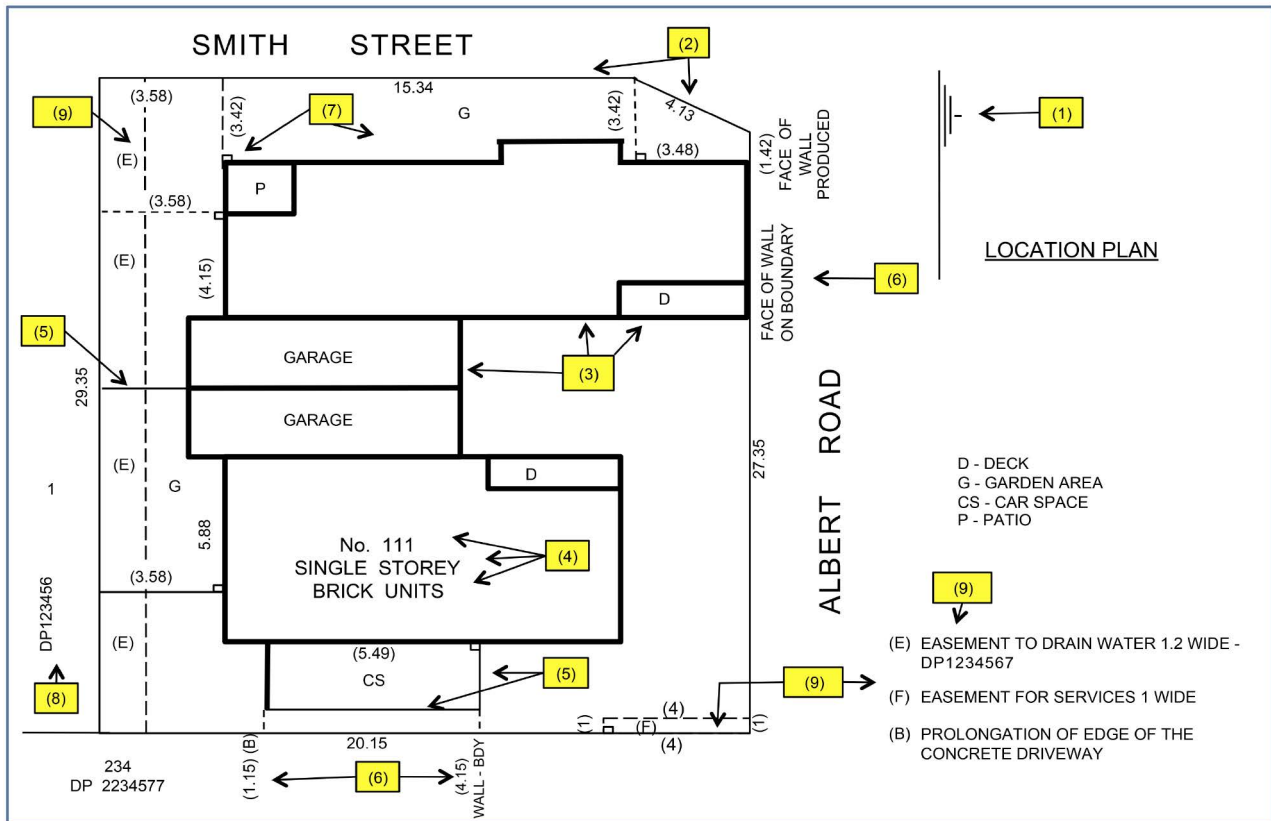 SMITH STREET
(2)
15.34
(3.58)
(9)
(7)
(3.42)
G
(3.42)
4.13
(1)
(E)
(3.48)
(1.42)
FACE OF
WALL
PRODUCED
P
(3.58)
LOCATION PLAN
(E)
(4.15)
D
FACE OF WALL
ON BOUNDARY
(6)
(5)
GARAGE
(3)
29.35
GARAGE
ALBERT ROAD
27.35
(E)
G
D
D - DECK
G - GARDEN AREA
CS - CAR SPACE
P - PATIO
1
5.88
No. 111
SINGLE STOREY
BRICK UNITS
(4)
(3.58)
(9)
DP123456
(E)
(8)
(5.49)
CS
(5)
(9)
(E) EASEMENT TO DRAIN WATER 1.2 WIDE -
DP1234567
(F) EASEMENT FOR SERVICES 1 WIDE
(B) PROLONGATION OF EDGE OF THE
CONCRETE DRIVEWAY
(4)
(1)
(F)
(1)
(4)
20.15
(1.15) (B)
(6)
(4.15)
WALL - BDY
234
DP 2234577